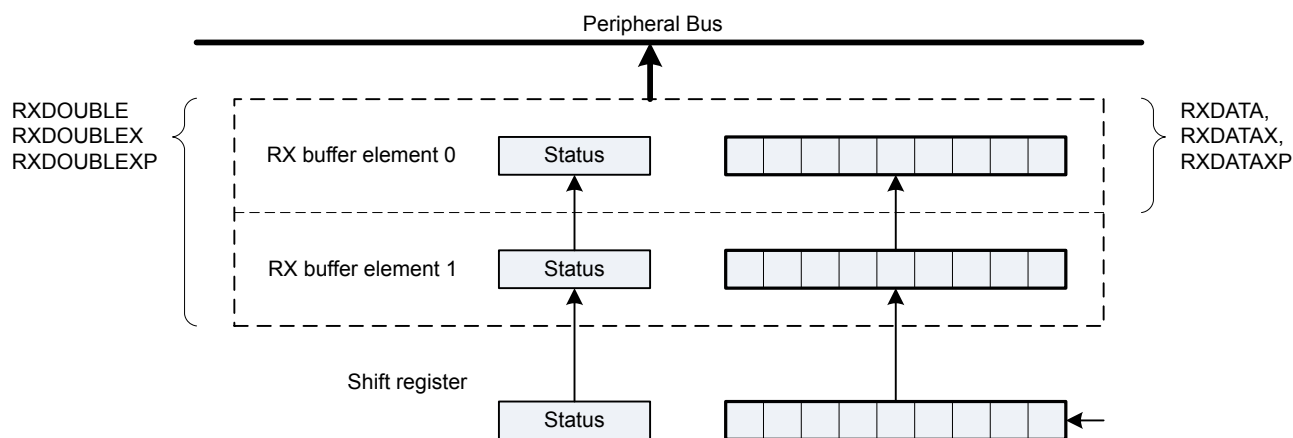 Peripheral Bus
RXDOUBLE
RXDOUBLEX
RXDOUBLEXP
RXDATA,
RXDATAX,
RXDATAXP
RX buffer element 0
Status
RX buffer element 1
Status
Shift register
Status